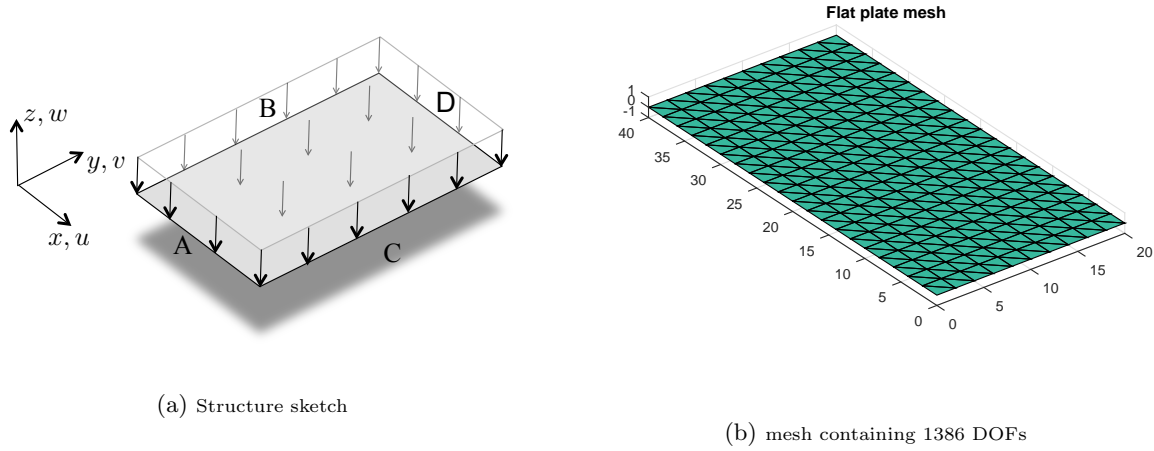 z, w
y, v
x, u
A
B
C
D
(a) Structure sketch
Flat plate mesh
1
0
-1
40
35
30
25
20
15
10
5
0
0
5
10
15
20
(b) mesh containing 1386 DOFs